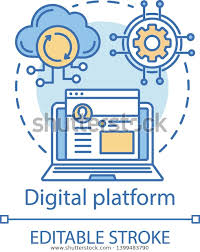 shutterstock
Digital platform
EDITABLE STROKE
www.shutterstock.com · 1399483790